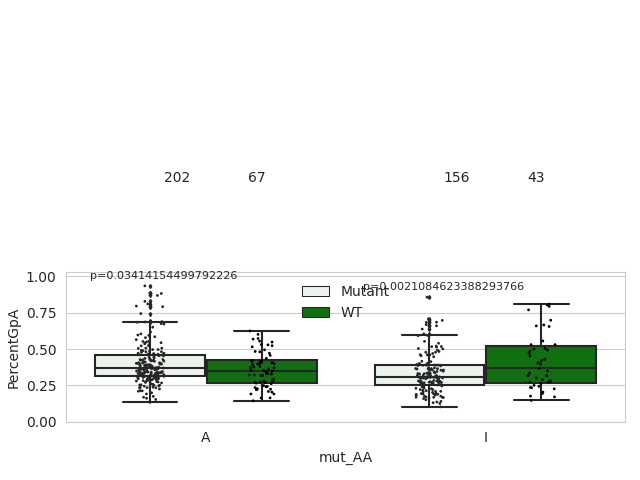 202 67 156 43
1.00
p=0.03414154499792226
p=0.0021084623388293766
Mutant
WT
0.75
0.50
0.25
0.00
PercentGpA
A I
mut_AA